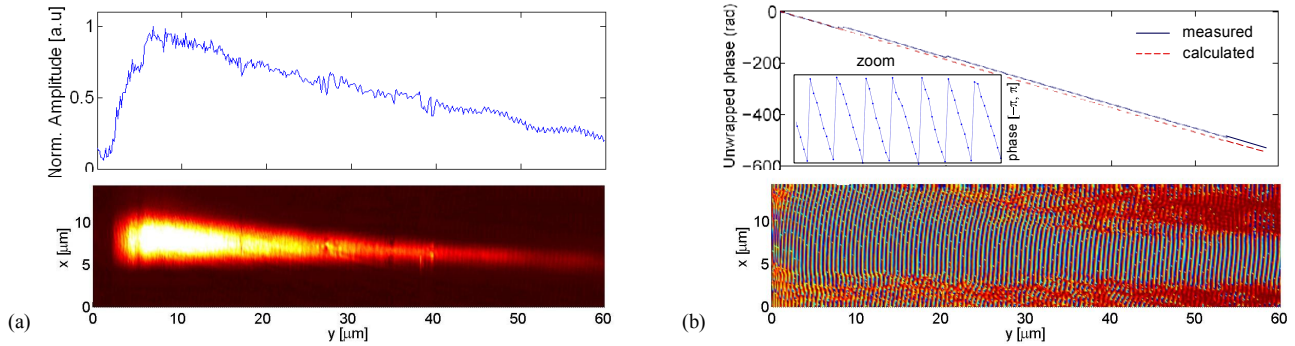 Norm. Amplitude [a.u]
1
0.5
0
x [μm]
10
5
0
0 10 20 30 40 50 60
y [μm]
(a)
Unwrapped phase (rad)
0
−200
−400
−600
measured
calculated
zoom
phase [−π, π]
x [μm]
10
5
0
0 10 20 30 40 50 60
y [μm]
(b)